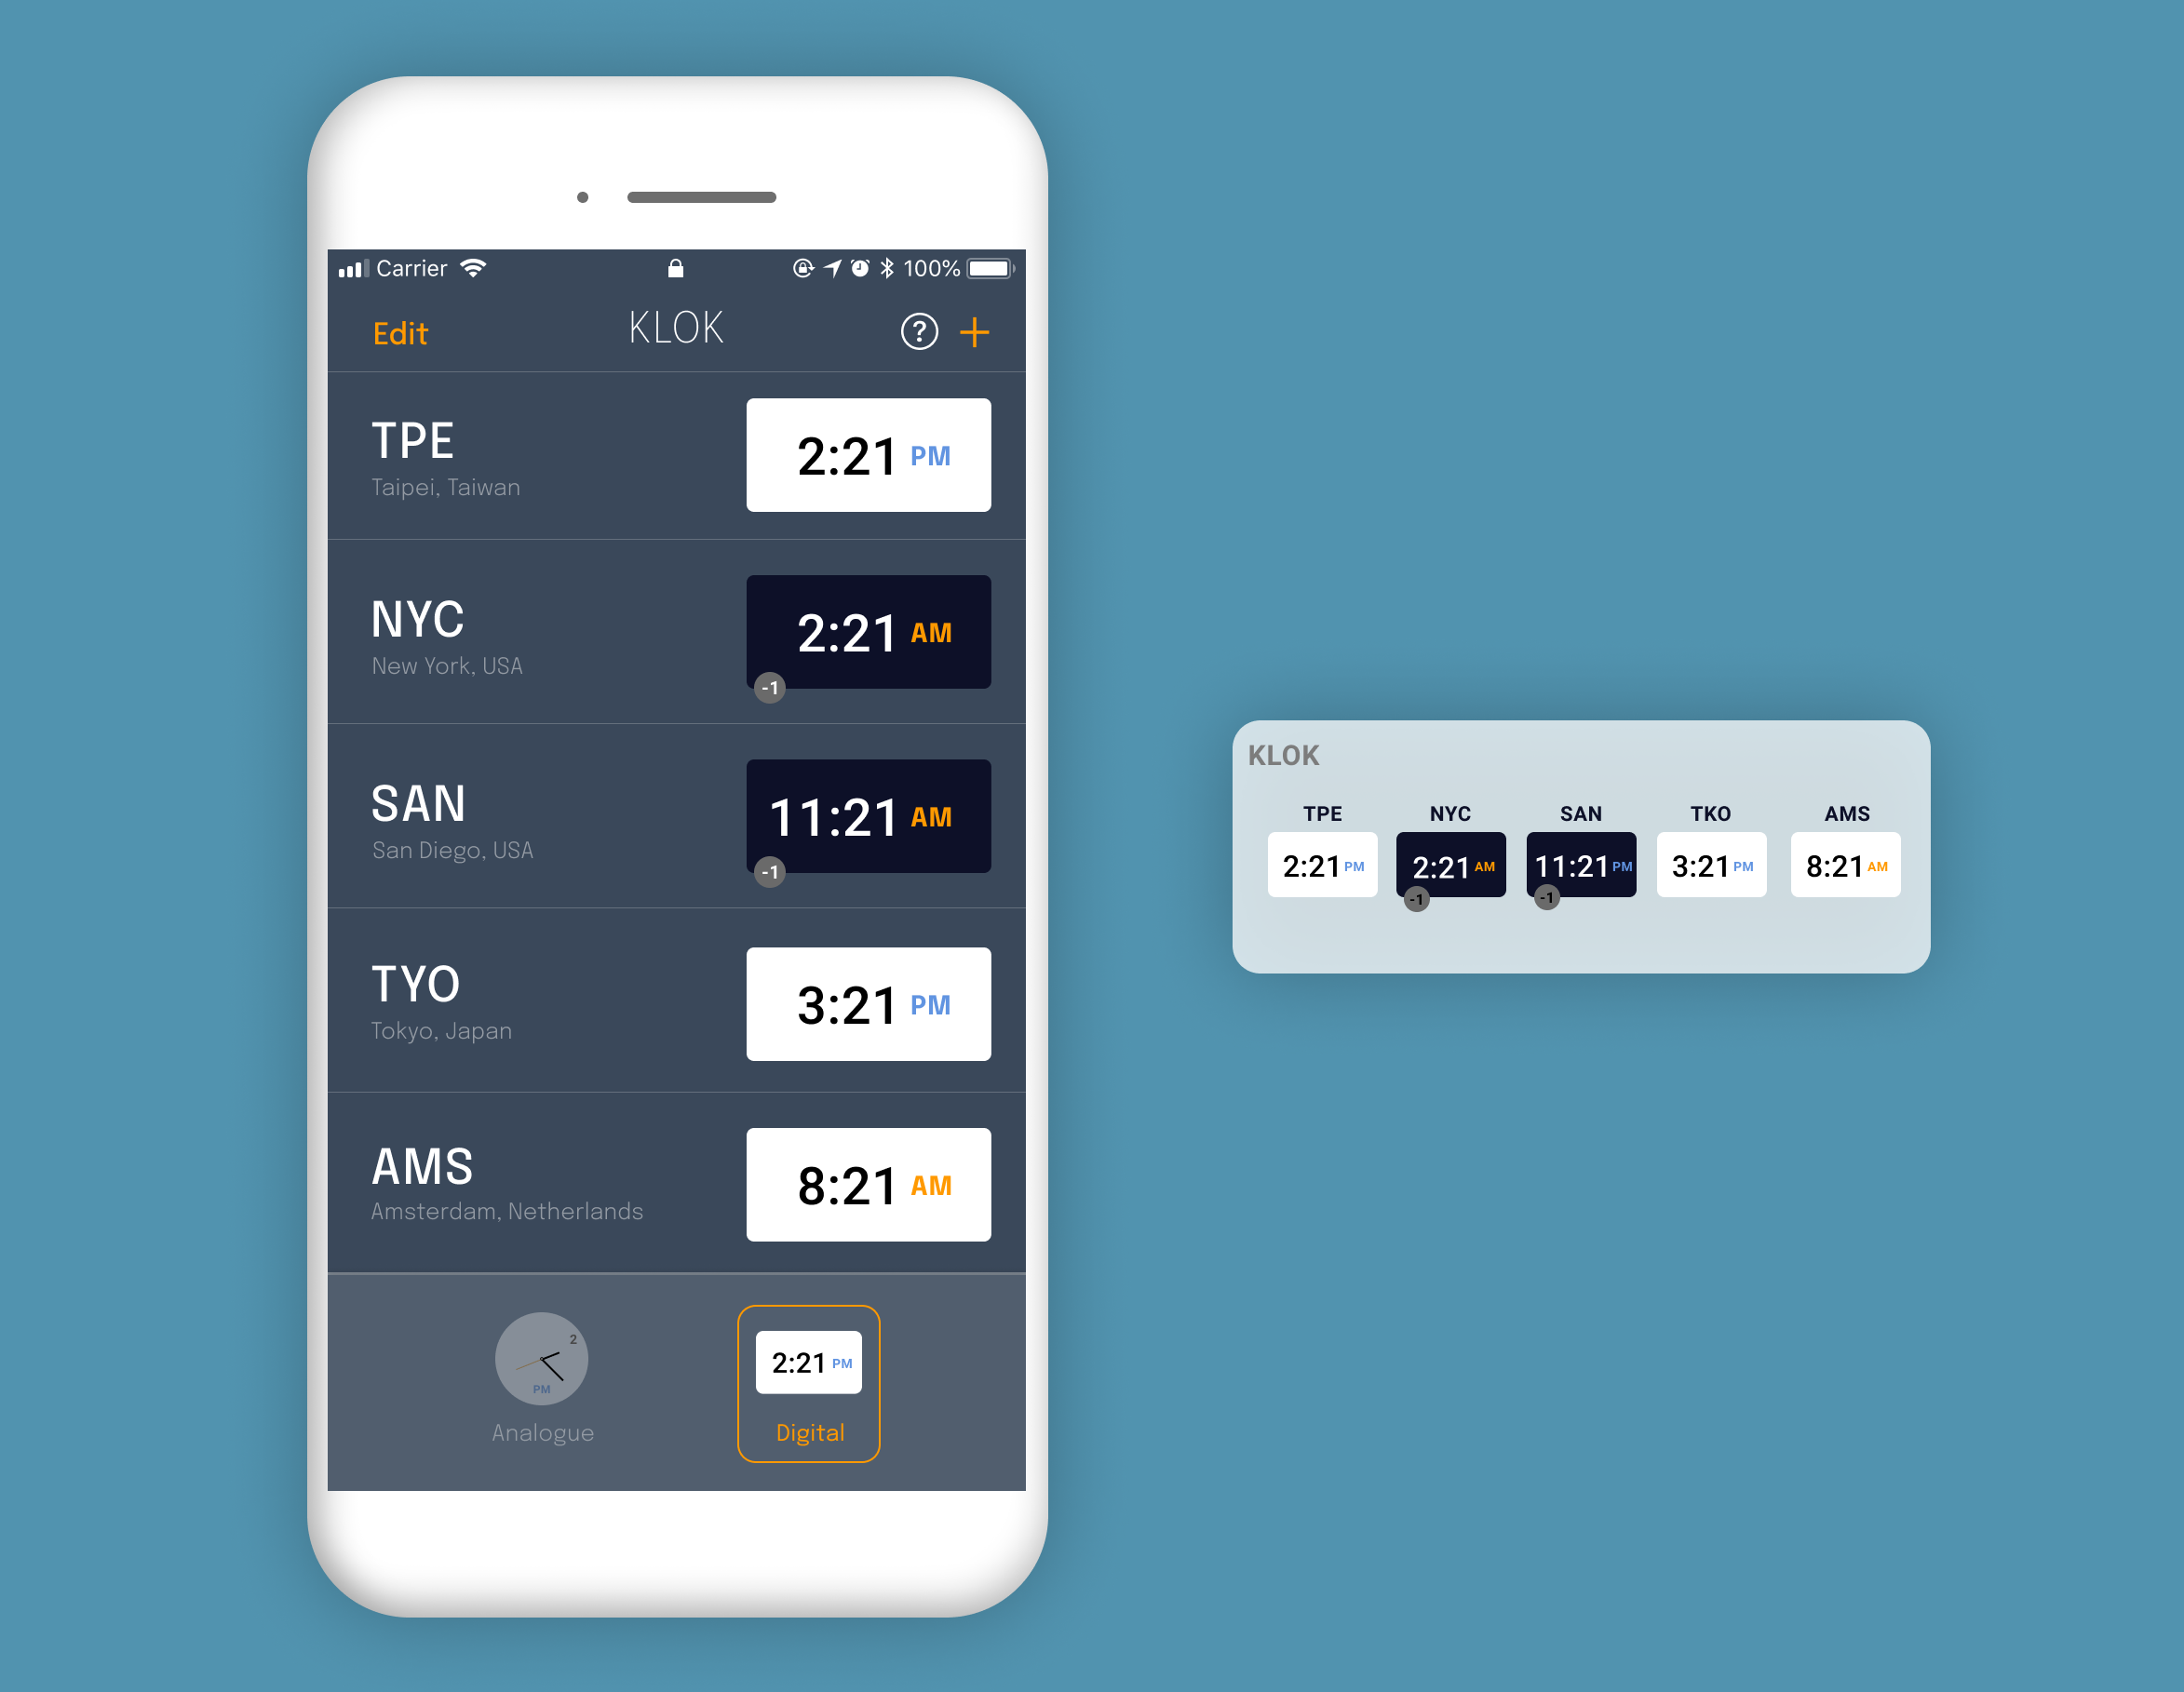 Carrier 100%
Edit KLOK ? +
TPE
Taipei, Taiwan
2:21 PM
NYC
New York, USA
2:21 AM
-1
SAN
San Diego, USA
11:21 AM
-1
TYO
Tokyo, Japan
3:21 PM
AMS
Amsterdam, Netherlands
8:21 AM
2
PM
Analogue
2:21 PM
Digital
KLOK
TPE NYC SAN TKO AMS
2:21 PM 2:21 AM 11:21 PM 3:21 PM 8:21 AM
-1 -1